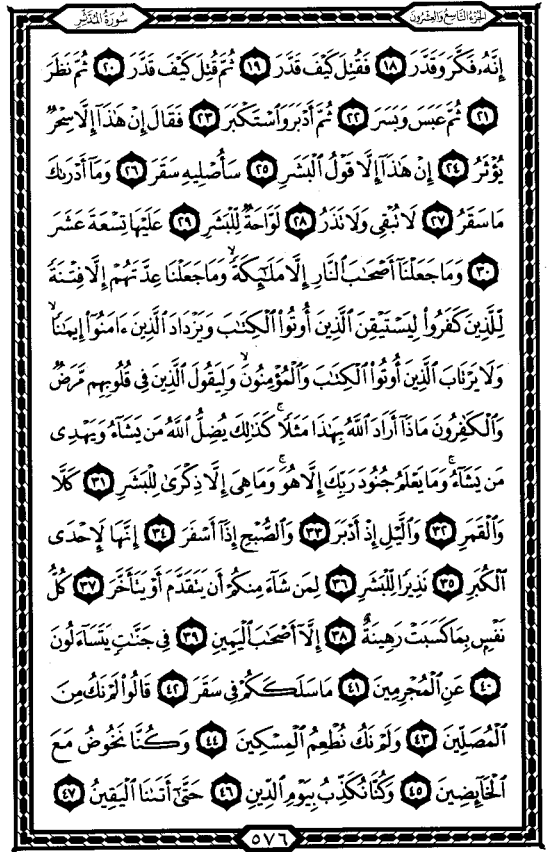 الجزء التاسع والعشرون
سورة المدثر
إِنَّهُۥ فَكَّرَ وَقَدَّرَ ١٨ فَقُتِلَ كَيْفَ قَدَّرَ ١٩ ثُمَّ قُتِلَ كَيْفَ قَدَّرَ ٢٠ ثُمَّ نَظَرَ
٢١ ثُمَّ عَبَسَ وَبَسَرَ ٢٢ ثُمَّ أَدْبَرَ وَٱسْتَكْبَرَ ٢٣ فَقَالَ إِنْ هَٰذَآ إِلَّا سِحْرٌ
يُؤْثَرُ ٢٤ إِنْ هَٰذَآ إِلَّا قَوْلُ ٱلْبَشَرِ ٢٥ سَأُصْلِيهِ سَقَرَ ٢٦ وَمَآ أَدْرَىٰكَ
مَا سَقَرُ ٢٧ لَا تُبْقِى وَلَا تَذَرُ ٢٨ لَوَّاحَةٌ لِّلْبَشَرِ ٢٩ عَلَيْهَا تِسْعَةَ عَشَرَ
٣٠ وَمَا جَعَلْنَآ أَصْحَٰبَ ٱلنَّارِ إِلَّا مَلَٰٓئِكَةً ۙ وَمَا جَعَلْنَا عِدَّتَهُمْ إِلَّا فِتْنَةً
لِّلَّذِينَ كَفَرُوا۟ لِيَسْتَيْقِنَ ٱلَّذِينَ أُوتُوا۟ ٱلْكِتَٰبَ وَيَزْدَادَ ٱلَّذِينَ ءَامَنُوٓا۟ إِيمَٰنًا ۙ
وَلَا يَرْتَابَ ٱلَّذِينَ أُوتُوا۟ ٱلْكِتَٰبَ وَٱلْمُؤْمِنُونَ ۙ وَلِيَقُولَ ٱلَّذِينَ فِى قُلُوبِهِم مَّرَضٌ
وَٱلْكَٰفِرُونَ مَاذَآ أَرَادَ ٱللَّهُ بِهَٰذَا مَثَلًا ۚ كَذَٰلِكَ يُضِلُّ ٱللَّهُ مَن يَشَآءُ وَيَهْدِى
مَن يَشَآءُ ۚ وَمَا يَعْلَمُ جُنُودَ رَبِّكَ إِلَّا هُوَ ۚ وَمَا هِىَ إِلَّا ذِكْرَىٰ لِلْبَشَرِ ٣١ كَلَّا
وَٱلْقَمَرِ ٣٢ وَٱلَّيْلِ إِذْ أَدْبَرَ ٣٣ وَٱلصُّبْحِ إِذَآ أَسْفَرَ ٣٤ إِنَّهَا لَإِحْدَى
ٱلْكُبَرِ ٣٥ نَذِيرًا لِّلْبَشَرِ ٣٦ لِمَن شَآءَ مِنكُمْ أَن يَتَقَدَّمَ أَوْ يَتَأَخَّرَ ٣٧ كُلُّ
نَفْسٍۭ بِمَا كَسَبَتْ رَهِينَةٌ ٣٨ إِلَّآ أَصْحَٰبَ ٱلْيَمِينِ ٣٩ فِى جَنَّٰتٍ يَتَسَآءَلُونَ
٤٠ عَنِ ٱلْمُجْرِمِينَ ٤١ مَا سَلَكَكُمْ فِى سَقَرَ ٤٢ قَالُوا۟ لَمْ نَكُ مِنَ
ٱلْمُصَلِّينَ ٤٣ وَلَمْ نَكُ نُطْعِمُ ٱلْمِسْكِينَ ٤٤ وَكُنَّا نَخُوضُ مَعَ
ٱلْخَآئِضِينَ ٤٥ وَكُنَّا نُكَذِّبُ بِيَوْمِ ٱلدِّينِ ٤٦ حَتَّىٰٓ أَتَىٰنَا ٱلْيَقِينُ ٤٧
٥٧٦